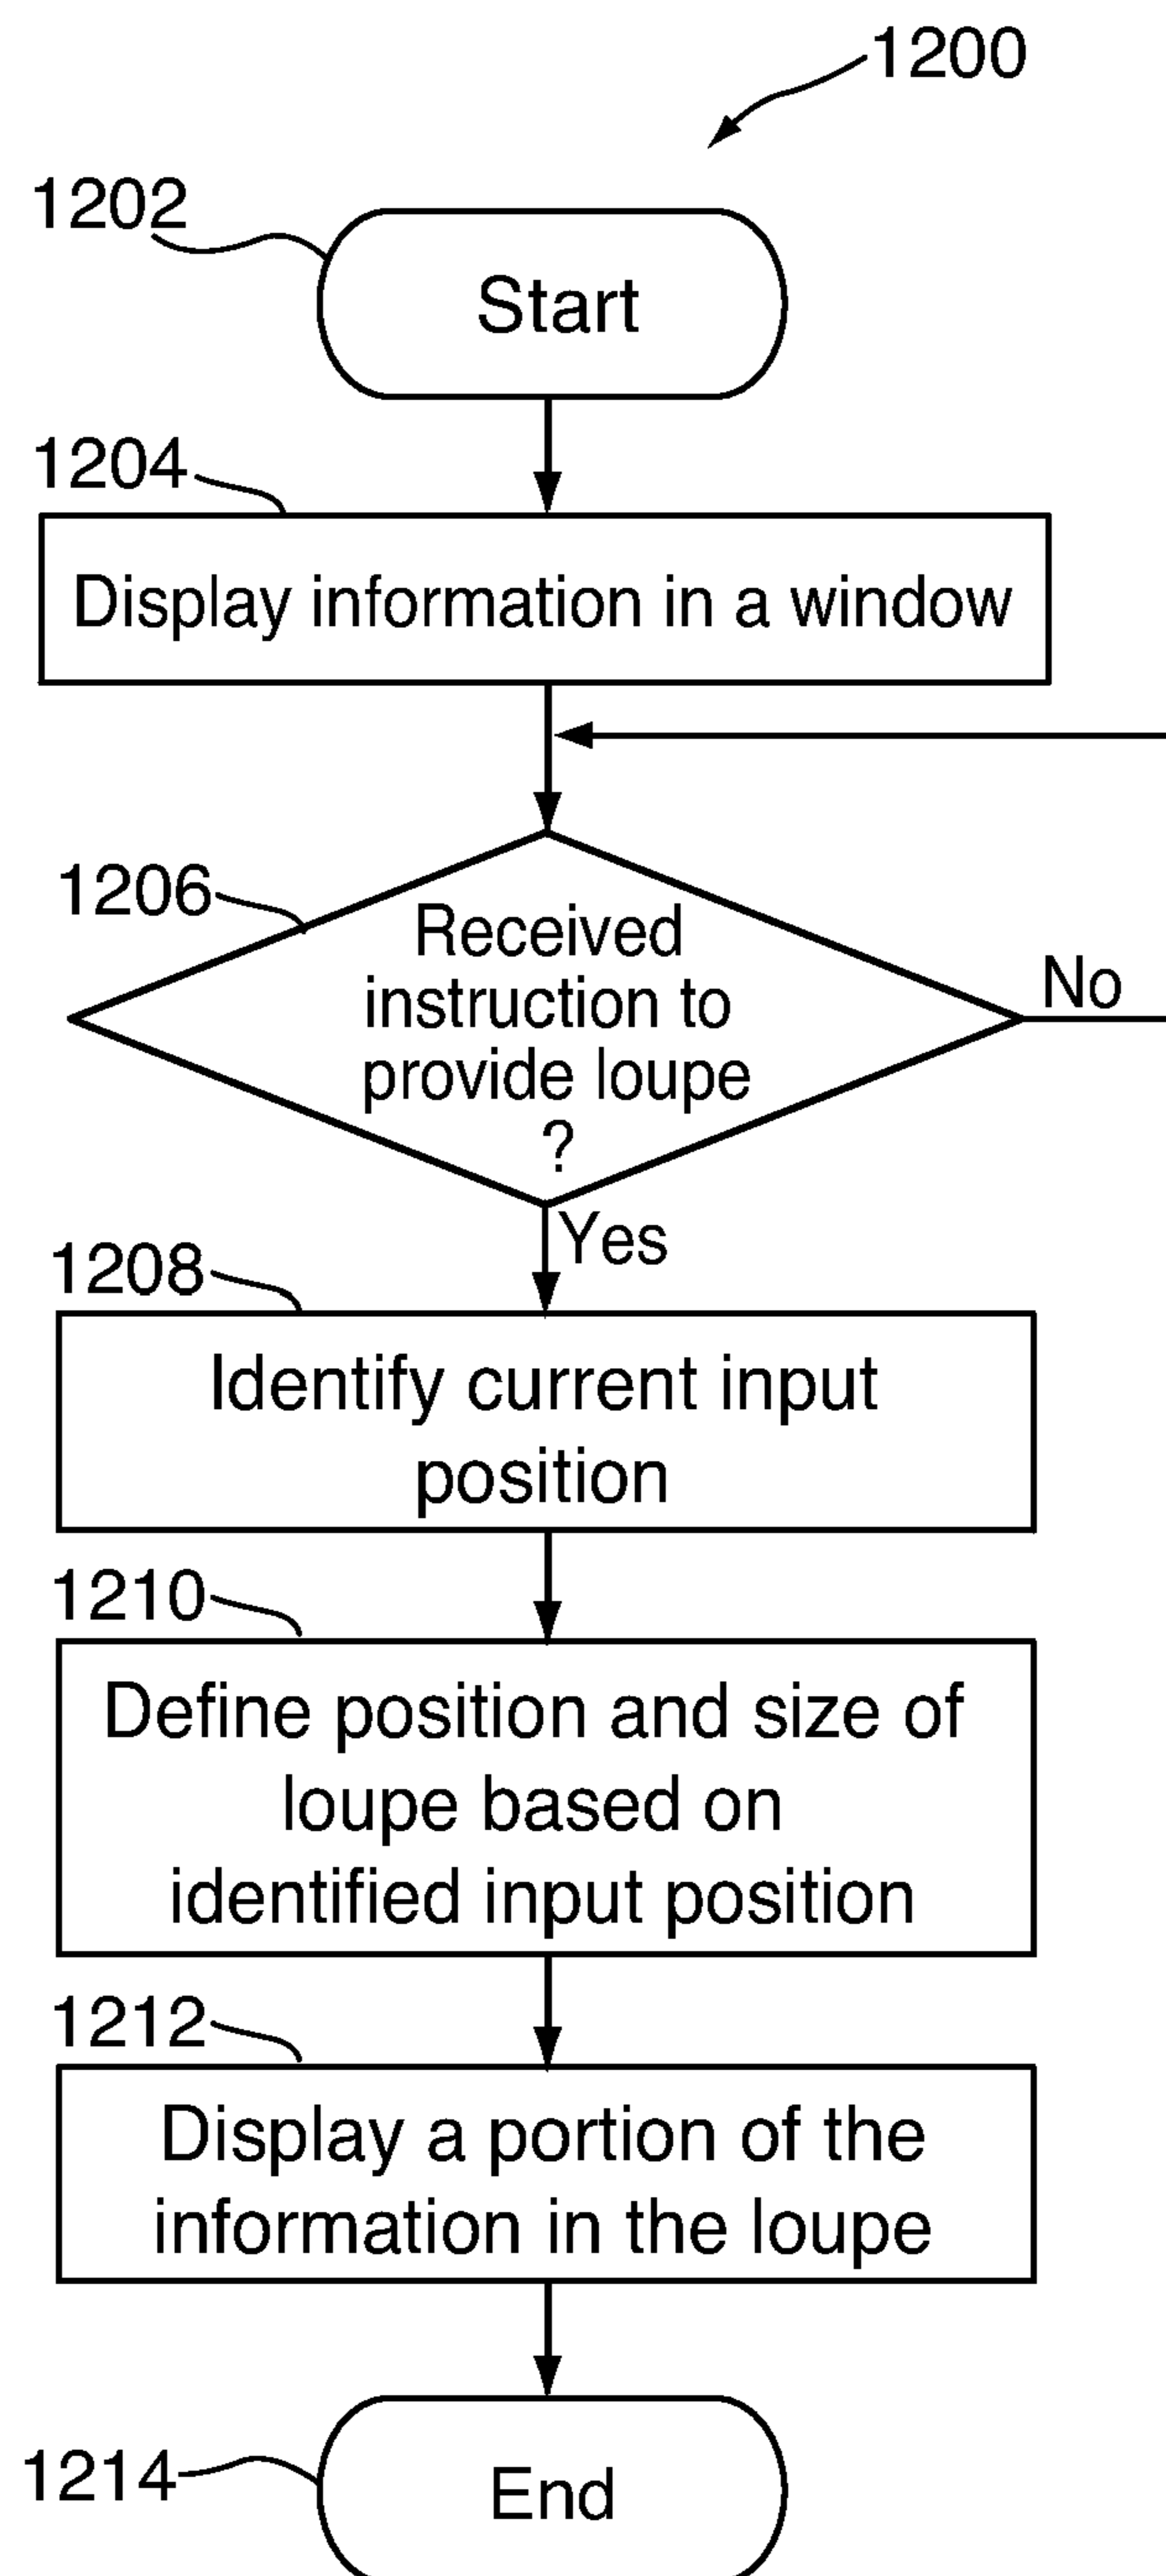 1200
1202
Start
1204
Display information in a window
1206
Received
instruction to
provide loupe
?
No
Yes
1208
Identify current input
position
1210
Define position and size of
loupe based on
identified input position
1212
Display a portion of the
information in the loupe
1214
End